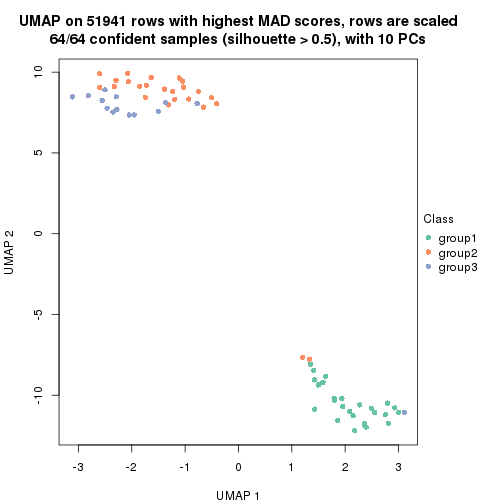 UMAP on 51941 rows with highest MAD scores, rows are scaled
64/64 confident samples (silhouette > 0.5), with 10 PCs
10
5
0
-5
-10
UMAP 2
-3
-2
-1
0
1
2
3
UMAP 1
Class
group1
group2
group3